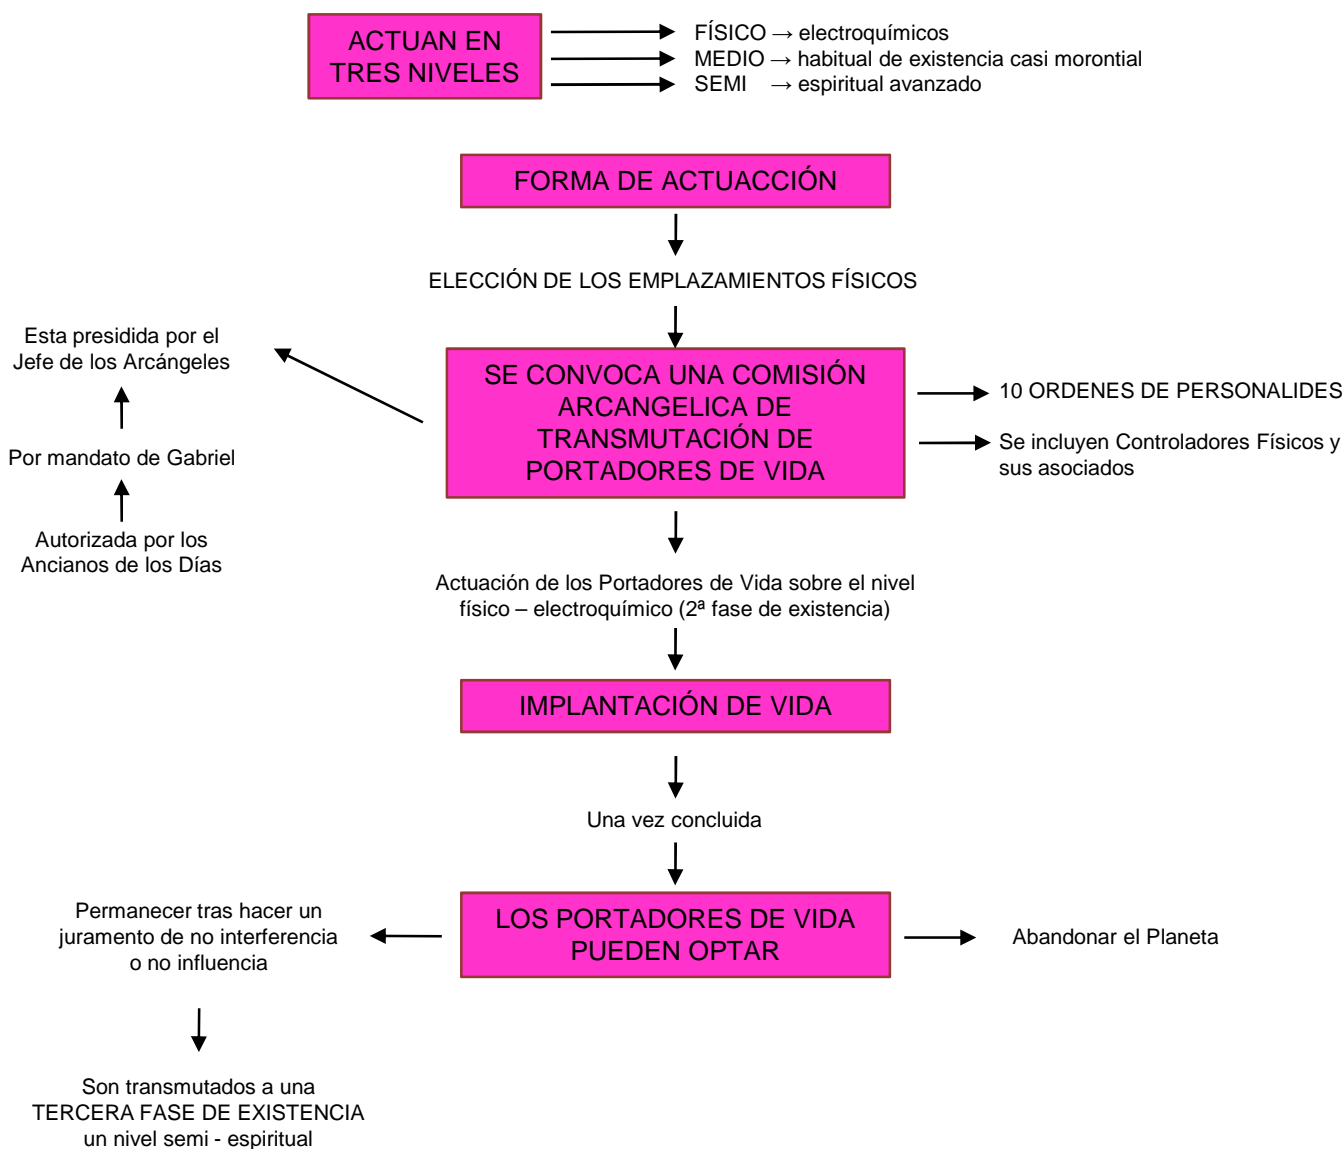 ACTUAN EN
TRES NIVELES
FÍSICO → electroquímicos
MEDIO → habitual de existencia casi morontial
SEMI → espiritual avanzado
FORMA DE ACTUACCIÓN
ELECCIÓN DE LOS EMPLAZAMIENTOS FÍSICOS
Esta presidida por el
Jefe de los Arcángeles
Por mandato de Gabriel
Autorizada por los
Ancianos de los Días
SE CONVOCA UNA COMISIÓN
ARCANGELICA DE
TRANSMUTACIÓN DE
PORTADORES DE VIDA
10 ORDENES DE PERSONALIDES
Se incluyen Controladores Físicos y
sus asociados
Actuación de los Portadores de Vida sobre el nivel
físico – electroquímico (2ª fase de existencia)
IMPLANTACIÓN DE VIDA
Una vez concluida
LOS PORTADORES DE VIDA
PUEDEN OPTAR
Permanecer tras hacer un
juramento de no interferencia
o no influencia
Abandonar el Planeta
Son transmutados a una
TERCERA FASE DE EXISTENCIA
un nivel semi - espiritual